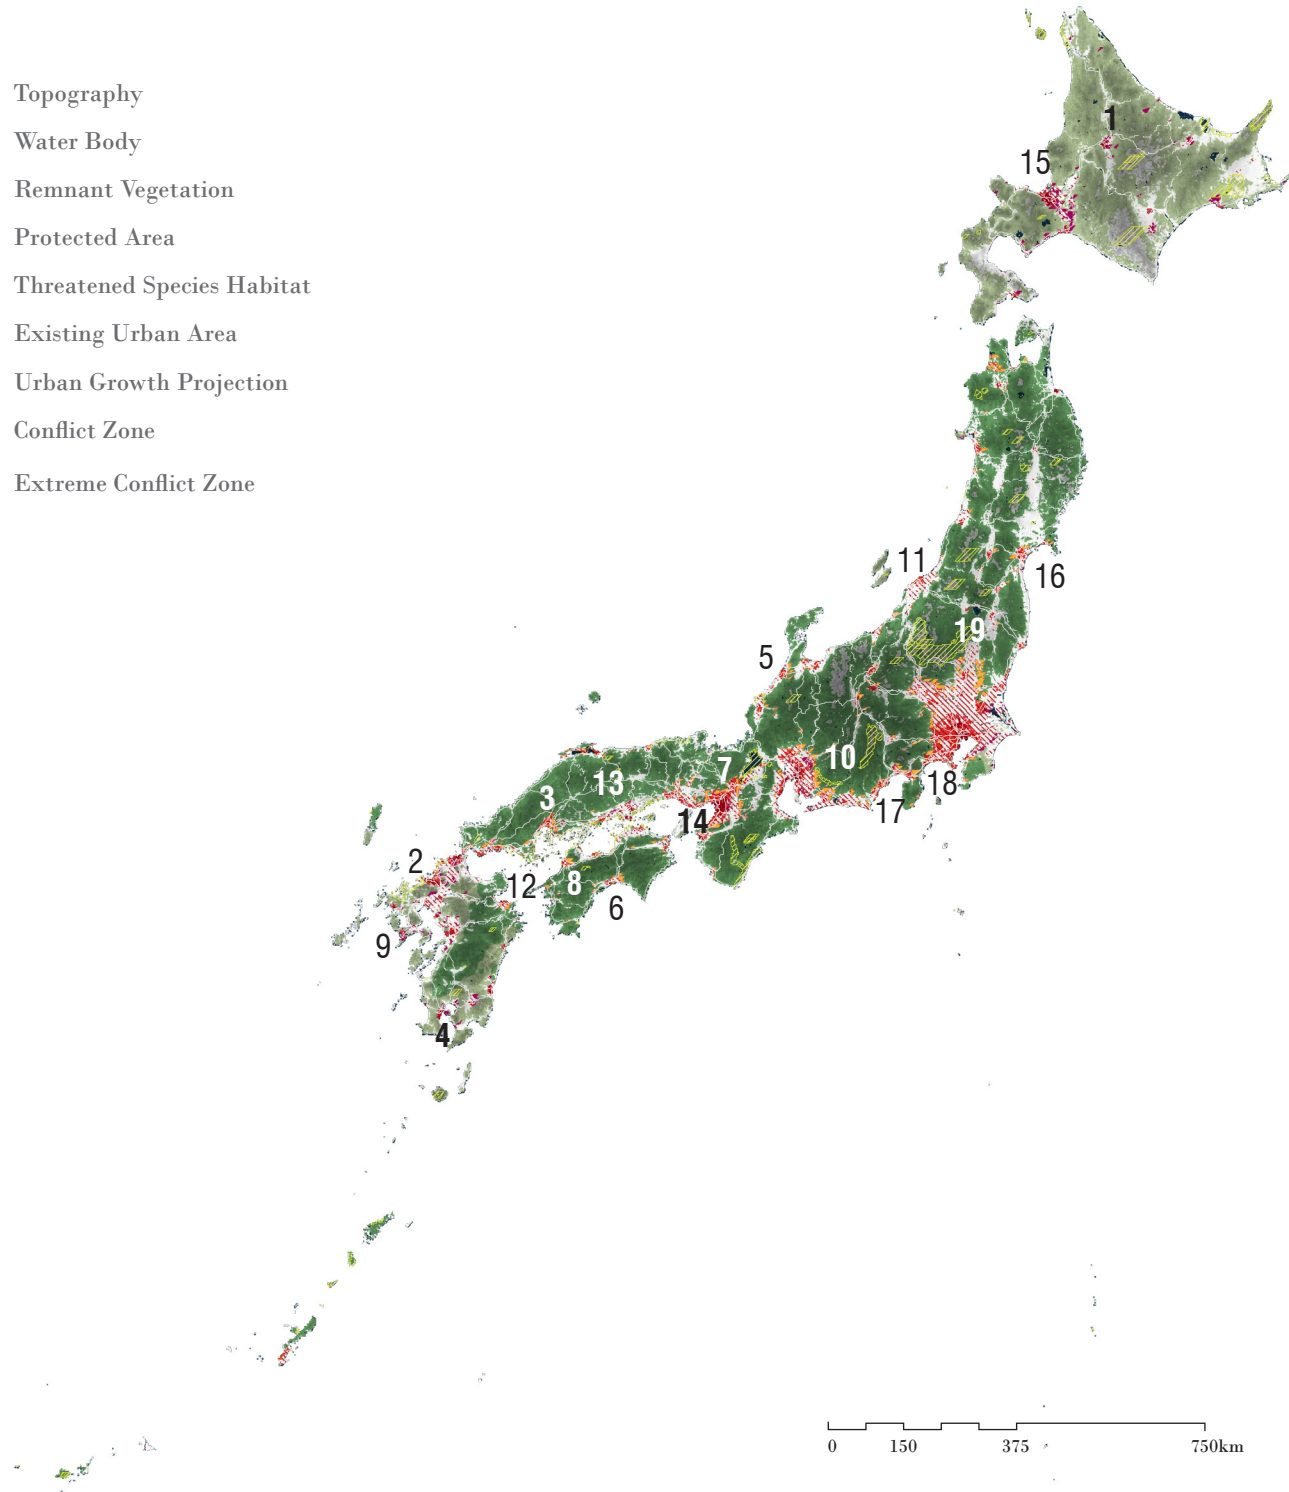 Topography
Water Body
Remnant Vegetation
Protected Area
Threatened Species Habitat
Existing Urban Area
Urban Growth Projection
Conflict Zone
Extreme Conflict Zone
1
15
11
16
19
5
10
7
13
3
18
17
14
2
12
8
6
9
4
0 150 375 750km